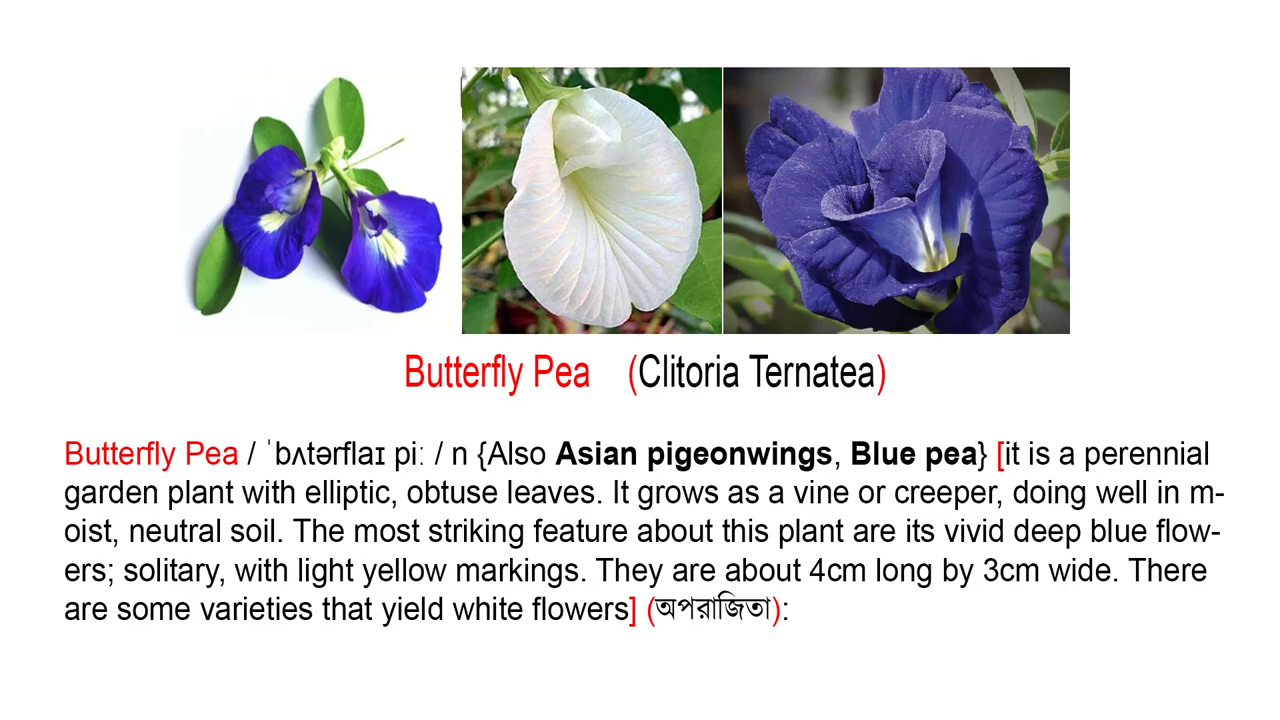 Butterfly Pea (Clitoria Ternatea)
Butterfly Pea / ˈbʌtərflaɪ piː / n {Also Asian pigeonwings, Blue pea} [it is a perennial
garden plant with elliptic, obtuse leaves. It grows as a vine or creeper, doing well in m-
oist, neutral soil. The most striking feature about this plant are its vivid deep blue flow-
ers; solitary, with light yellow markings. They are about 4cm long by 3cm wide. There
are some varieties that yield white flowers] (অপরাজিতা):